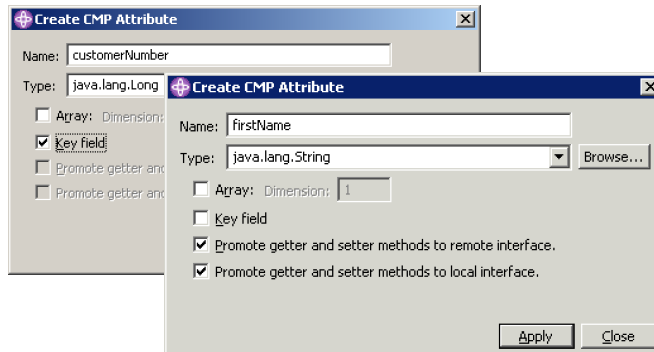 Create CMP Attribute
Name: customerNumber
Type: java.lang.Long
Array: Dimension:
Key field
Promote getter and
Promote getter and
Create CMP Attribute
Name: firstName
Type: java.lang.String Browse...
Array: Dimension: 1
Key field
Promote getter and setter methods to remote interface.
Promote getter and setter methods to local interface.
Apply Close